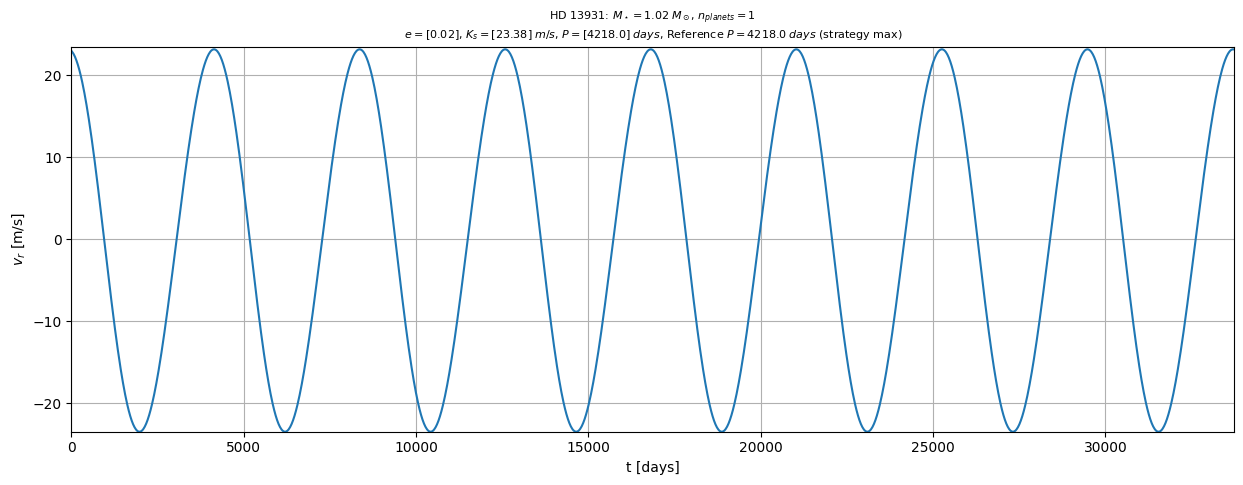 HD 13931: M⋆ = 1.02 M⊙, nplanets = 1
e = [0.02], Ks = [23.38] m/s, P = [4218.0] days, Reference P = 4218.0 days (strategy max)
20
10
0
−10
−20
vr [m/s]
0 5000 10000 15000 20000 25000 30000
t [days]